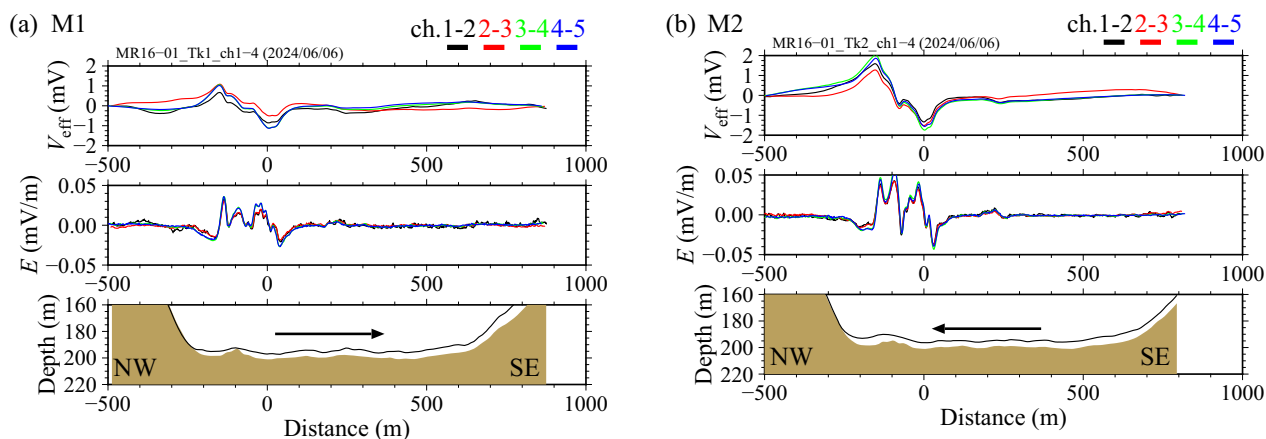 (a) M1
ch.1-2 2-3 3-4 4-5
MR16-01_Tk1_ch1-4 (2024/06/06)
Veff (mV)
2
1
0
−1
−2
−500 0 500 1000
E (mV/m)
0.05
0.00
−0.05
−500 0 500 1000
Depth (m)
160
180
200
220
NW SE
−500 0 500 1000
Distance (m)
(b) M2
ch.1-2 2-3 3-4 4-5
MR16-01_Tk2_ch1-4 (2024/06/06)
Veff (mV)
2
1
0
−1
−2
−500 0 500 1000
E (mV/m)
0.05
0.00
−0.05
−500 0 500 1000
Depth (m)
160
180
200
220
NW SE
−500 0 500 1000
Distance (m)